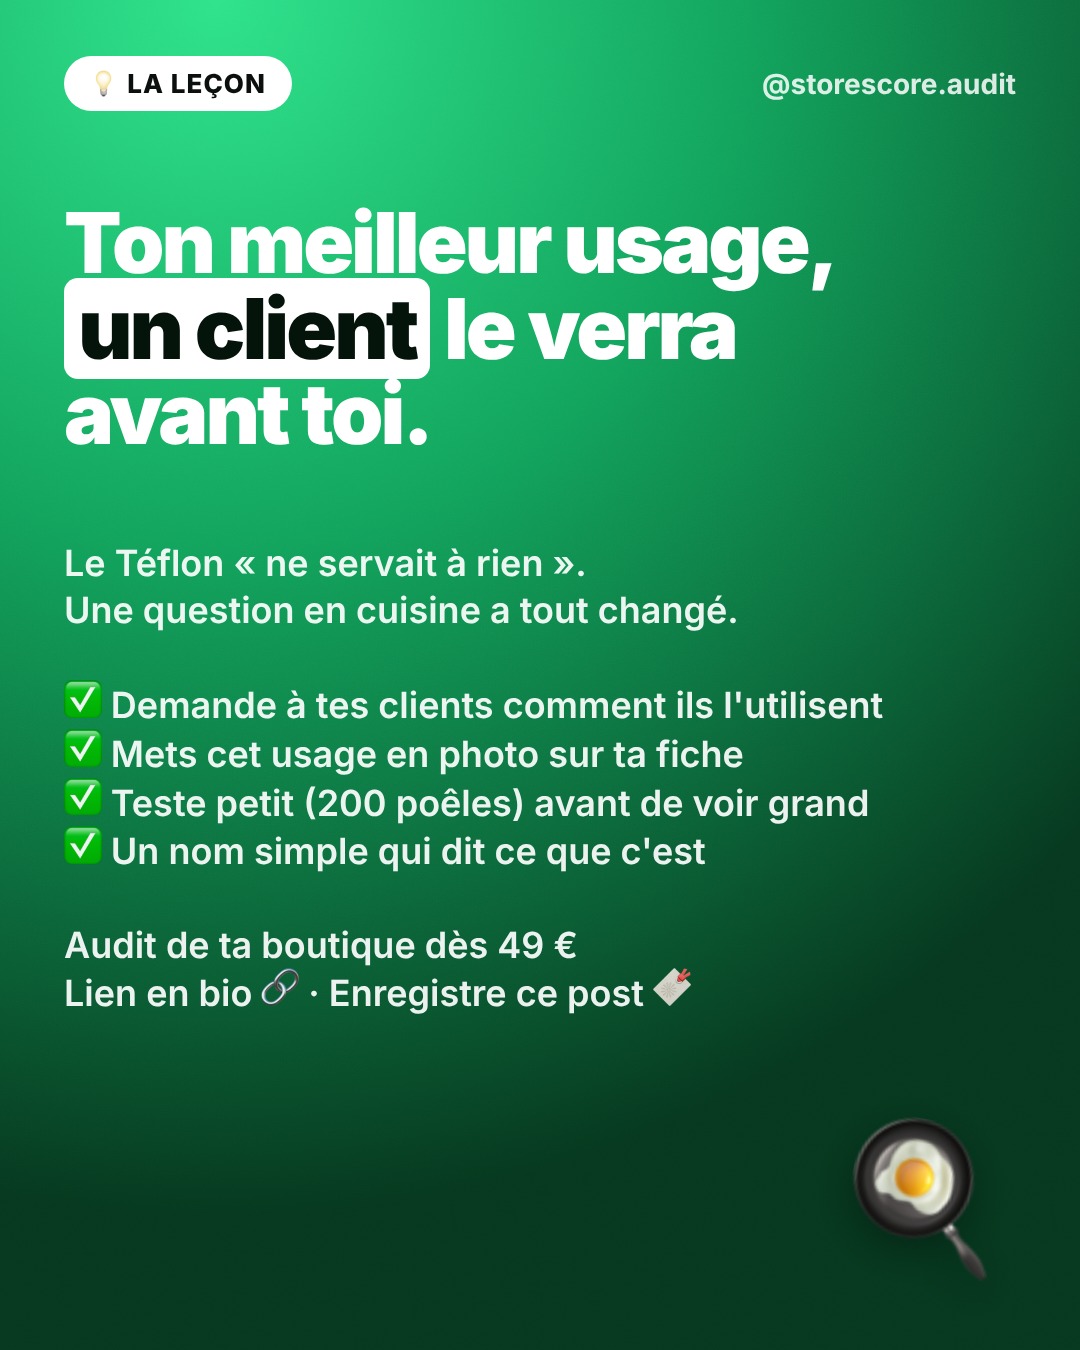 💡 LA LEÇON
@storescore.audit
Ton meilleur usage,
un client le verra
avant toi.
Le Téflon « ne servait à rien ».
Une question en cuisine a tout changé.
✅ Demande à tes clients comment ils l'utilisent
✅ Mets cet usage en photo sur ta fiche
✅ Teste petit (200 poêles) avant de voir grand
✅ Un nom simple qui dit ce que c'est
Audit de ta boutique dès 49 €
Lien en bio 🔗 · Enregistre ce post 🔖